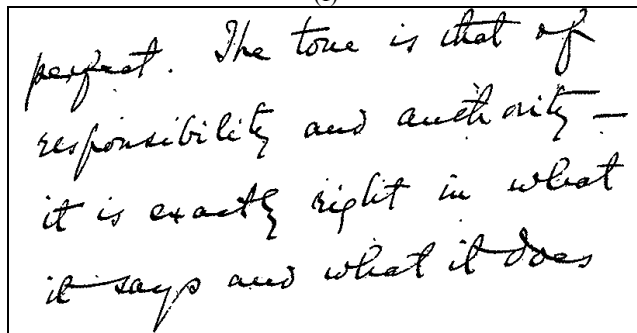 perfect. The tone is that of
responsibility and authority —
it is exactly right in what
it says and what it does